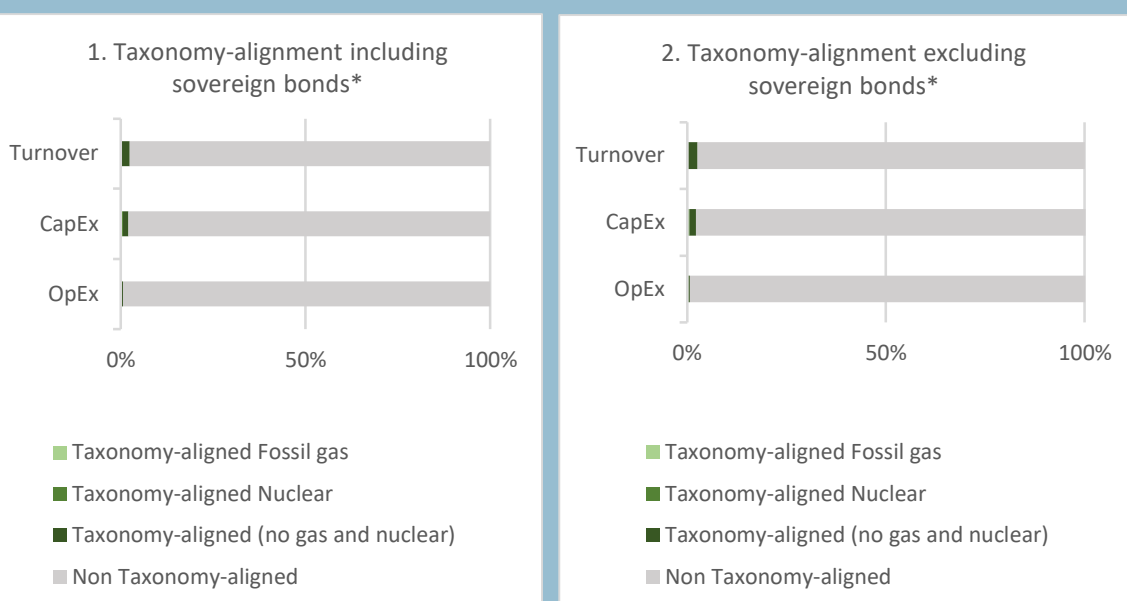 1. Taxonomy-alignment including
sovereign bonds*
Turnover
CapEx
OpEx
0%
50%
100%
Taxonomy-aligned Fossil gas
Taxonomy-aligned Nuclear
Taxonomy-aligned (no gas and nuclear)
Non Taxonomy-aligned
2. Taxonomy-alignment excluding
sovereign bonds*
Turnover
CapEx
OpEx
0%
50%
100%
Taxonomy-aligned Fossil gas
Taxonomy-aligned Nuclear
Taxonomy-aligned (no gas and nuclear)
Non Taxonomy-aligned